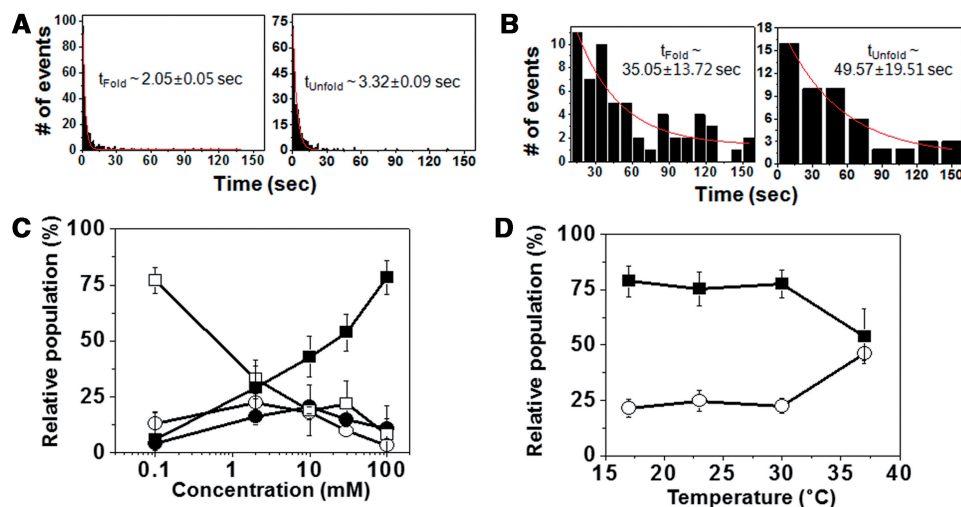 A
# of events
100
80
60
40
20
0
t_Fold ~ 2.05±0.05 sec
0 30 60 90 120 150
75
60
45
30
15
0
t_Unfold ~ 3.32±0.09 sec
0 30 60 90 120 150
Time (sec)
B
# of events
10
8
6
4
2
0
t_Fold ~
35.05±13.72 sec
30 60 90 120 150
18
15
12
9
6
3
0
t_Unfold ~
49.57±19.51 sec
0 30 60 90 120 150
Time (sec)
C
Relative population (%)
100
75
50
25
0
0.1 1 10 100
Concentration (mM)
D
Relative population (%)
100
75
50
25
0
15 20 25 30 35 40
Temperature (°C)